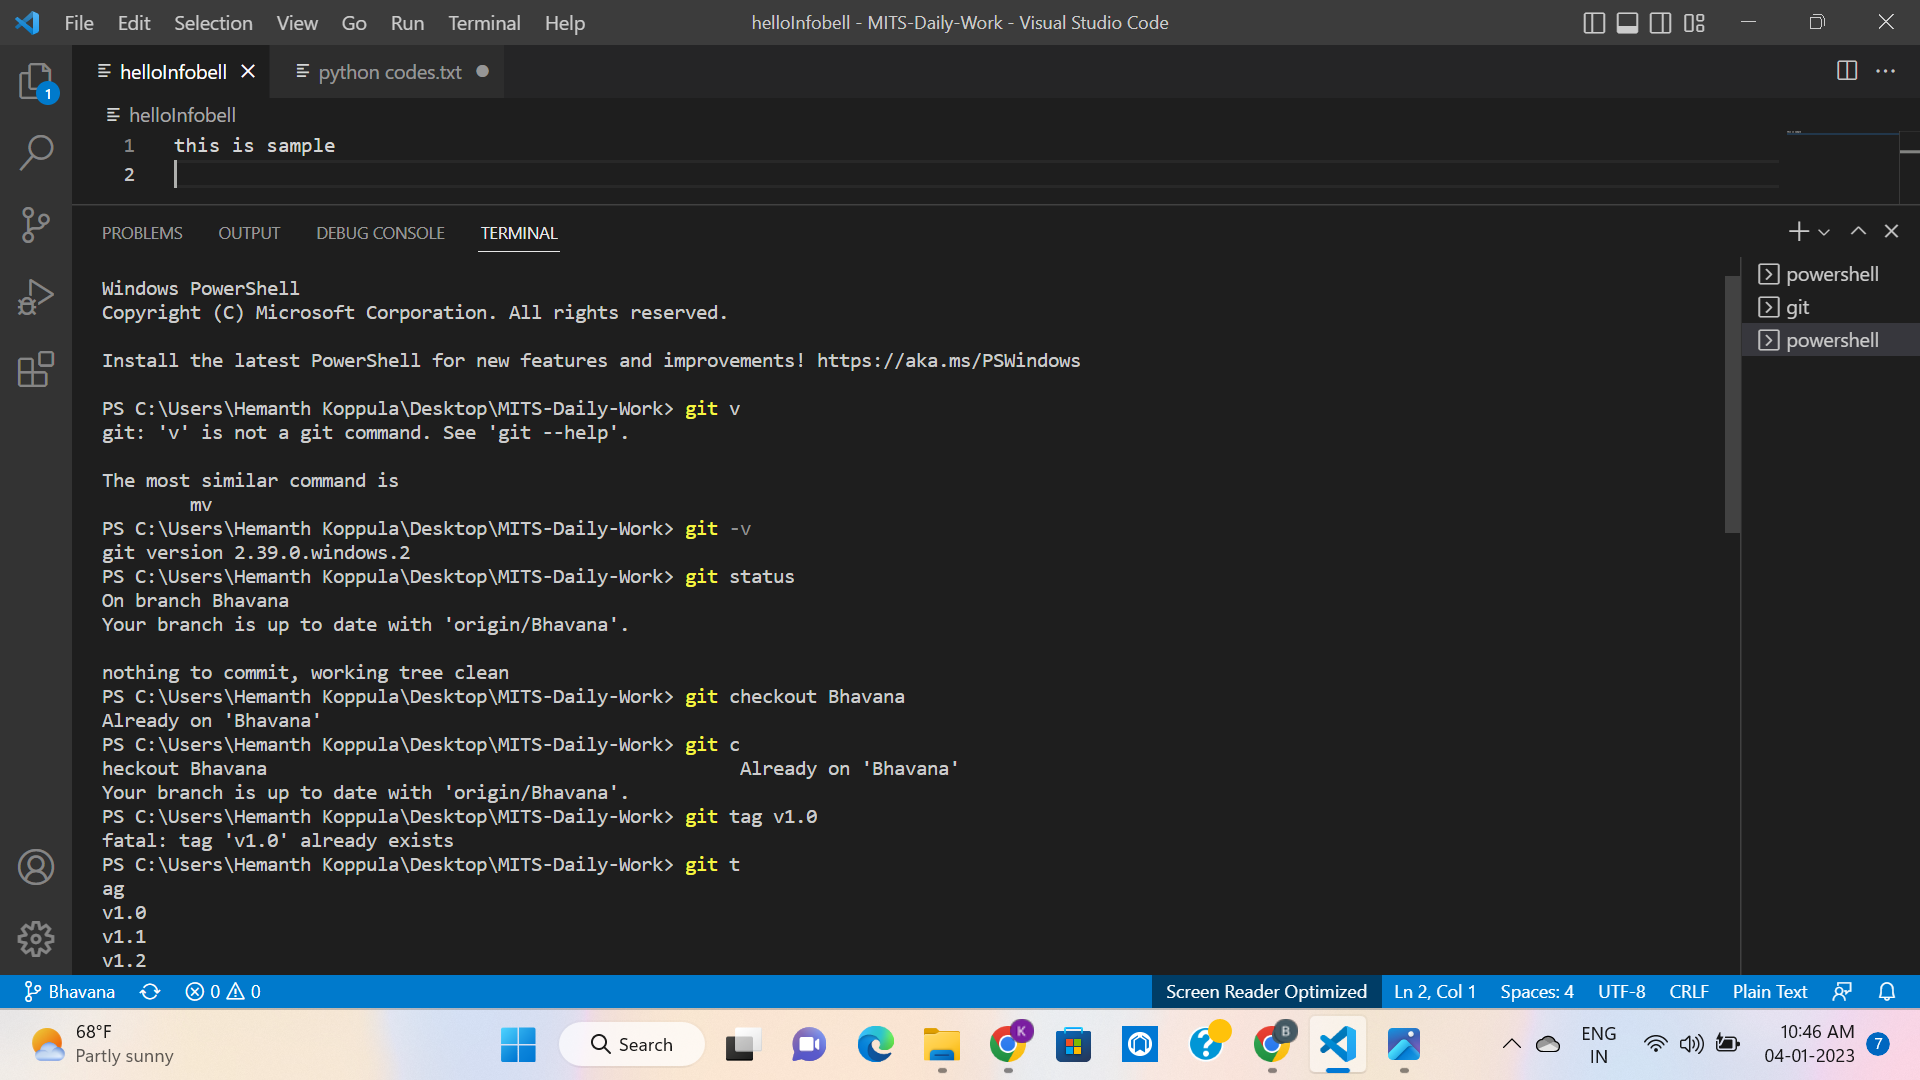 File Edit Selection View Go Run Terminal Help helloInfobell - MITS-Daily-Work - Visual Studio Code
helloInfobell python codes.txt
1
helloInfobell
1 this is sample
2
PROBLEMS OUTPUT DEBUG CONSOLE TERMINAL
powershell
git
powershell
Windows PowerShell
Copyright (C) Microsoft Corporation. All rights reserved.
Install the latest PowerShell for new features and improvements! https://aka.ms/PSWindows
PS C:\Users\Hemanth Koppula\Desktop\MITS-Daily-Work> git v
git: 'v' is not a git command. See 'git --help'.
The most similar command is
mv
PS C:\Users\Hemanth Koppula\Desktop\MITS-Daily-Work> git -v
git version 2.39.0.windows.2
PS C:\Users\Hemanth Koppula\Desktop\MITS-Daily-Work> git status
On branch Bhavana
Your branch is up to date with 'origin/Bhavana'.
nothing to commit, working tree clean
PS C:\Users\Hemanth Koppula\Desktop\MITS-Daily-Work> git checkout Bhavana
Already on 'Bhavana'
PS C:\Users\Hemanth Koppula\Desktop\MITS-Daily-Work> git c
heckout Bhavana Already on 'Bhavana'
Your branch is up to date with 'origin/Bhavana'.
PS C:\Users\Hemanth Koppula\Desktop\MITS-Daily-Work> git tag v1.0
fatal: tag 'v1.0' already exists
PS C:\Users\Hemanth Koppula\Desktop\MITS-Daily-Work> git t
ag
v1.0
v1.1
v1.2
Bhavana 0 0 Screen Reader Optimized Ln 2, Col 1 Spaces: 4 UTF-8 CRLF Plain Text
68°F
Partly sunny
Search
K
B
ENG
IN
10:46 AM
04-01-2023
7